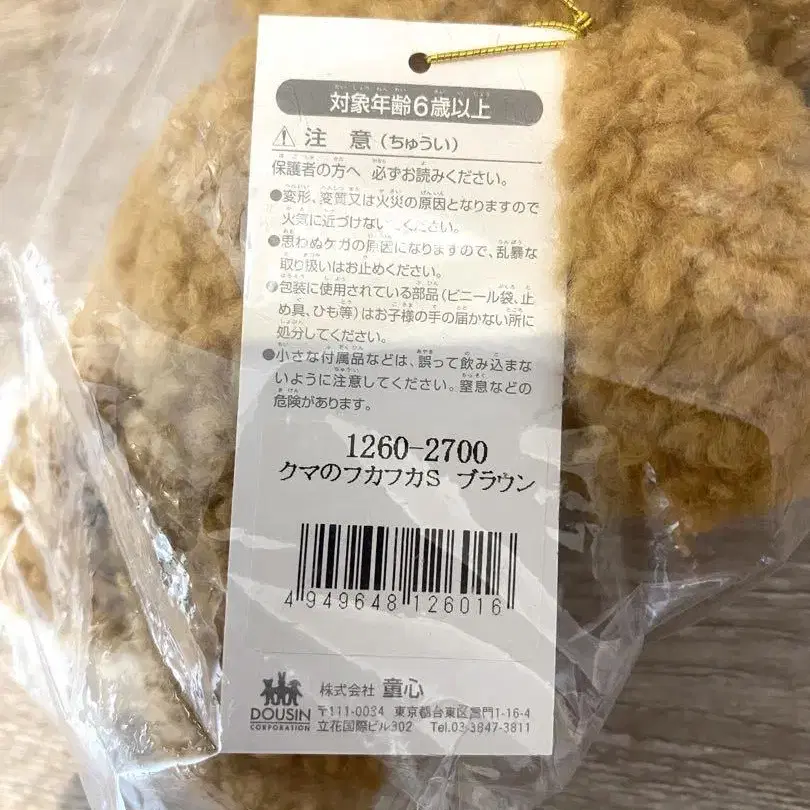 対象年齢6歳以上
⚠注 意(ちゅうい)
保護者の方へ 必ずお読みください。
●変形、変質又は火災の原因となりますので
火気に近づけないでください。
●思わぬケガの原因になりますので、乱暴な
取り扱いはお止めください。
●包装に使用されている部品(ビニール袋、止
め具、ひも等)はお子様の手の届かない所に
処分してください。
●小さな付属品などは、誤って飲み込まな
いように注意してください。窒息などの
危険があります。
1260-2700
クマのフカフカS ブラウン
4 949648 126016
DOUSIN
CORPORATION
株式会社 童心
〒111-0034 東京都台東区雷門1-16-4
立花国際ビル302 Tel.03-3847-3811